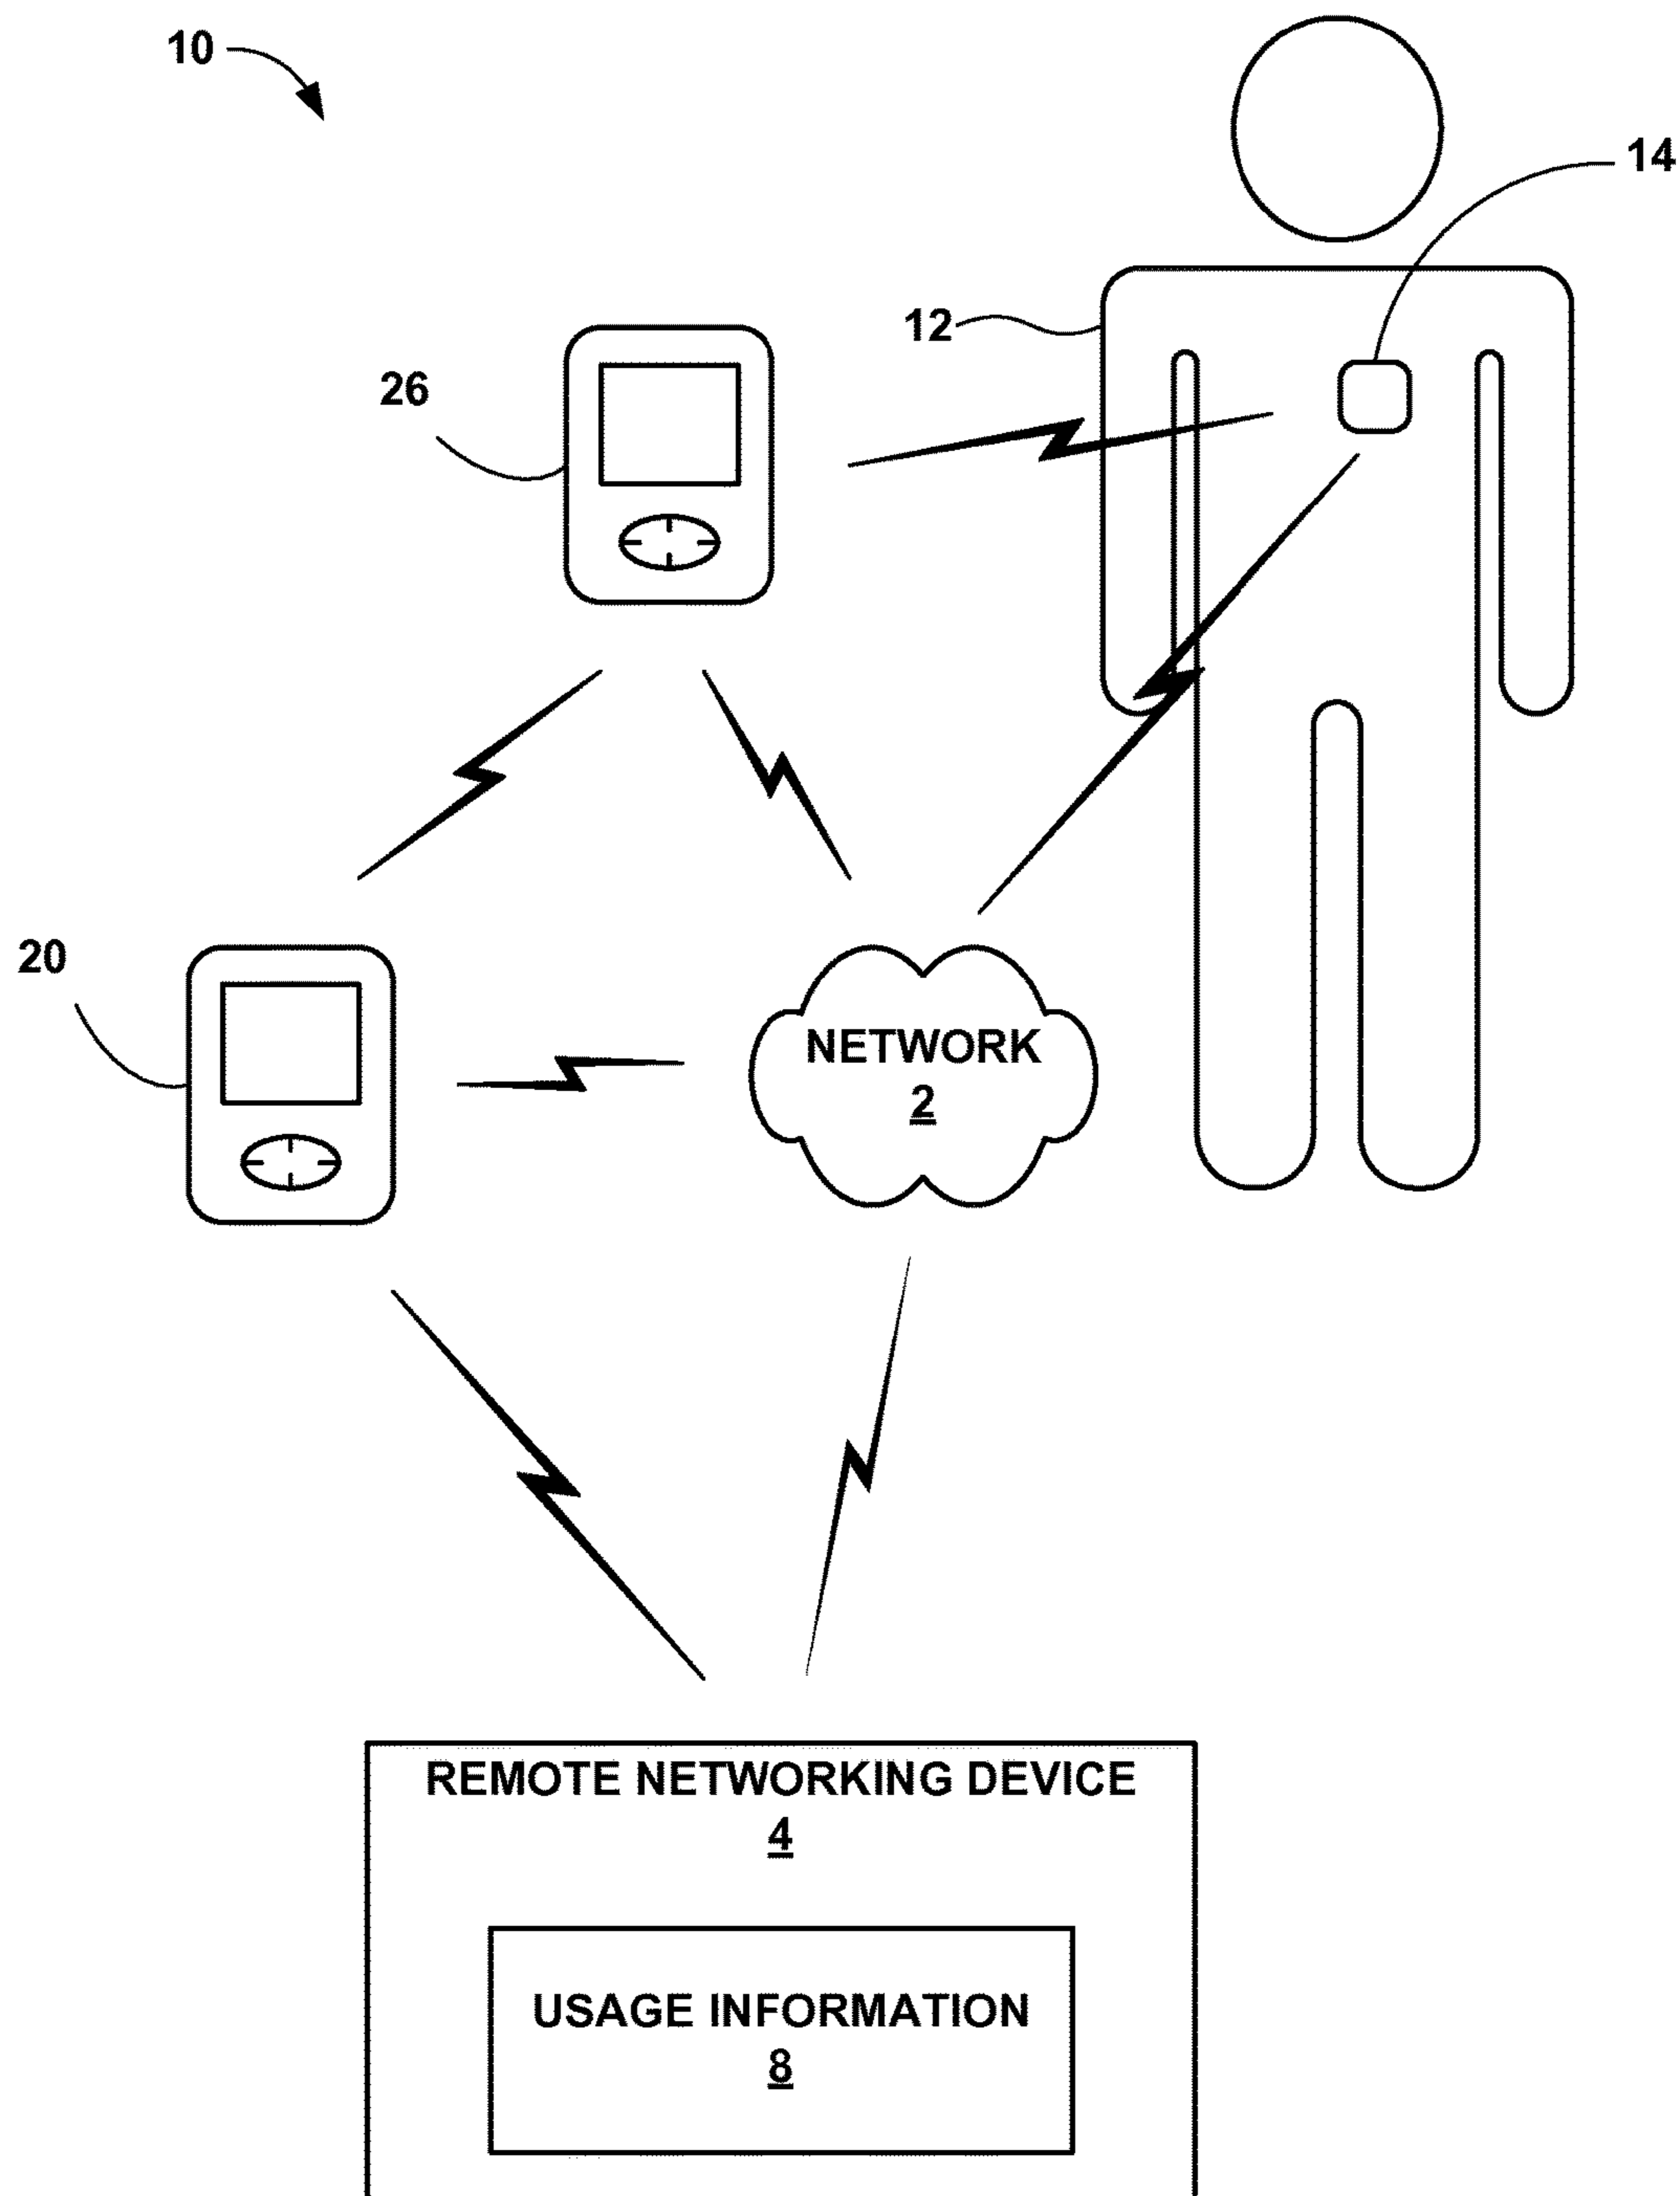 10
14
12
26
20
NETWORK
2
REMOTE NETWORKING DEVICE
4
USAGE INFORMATION
8